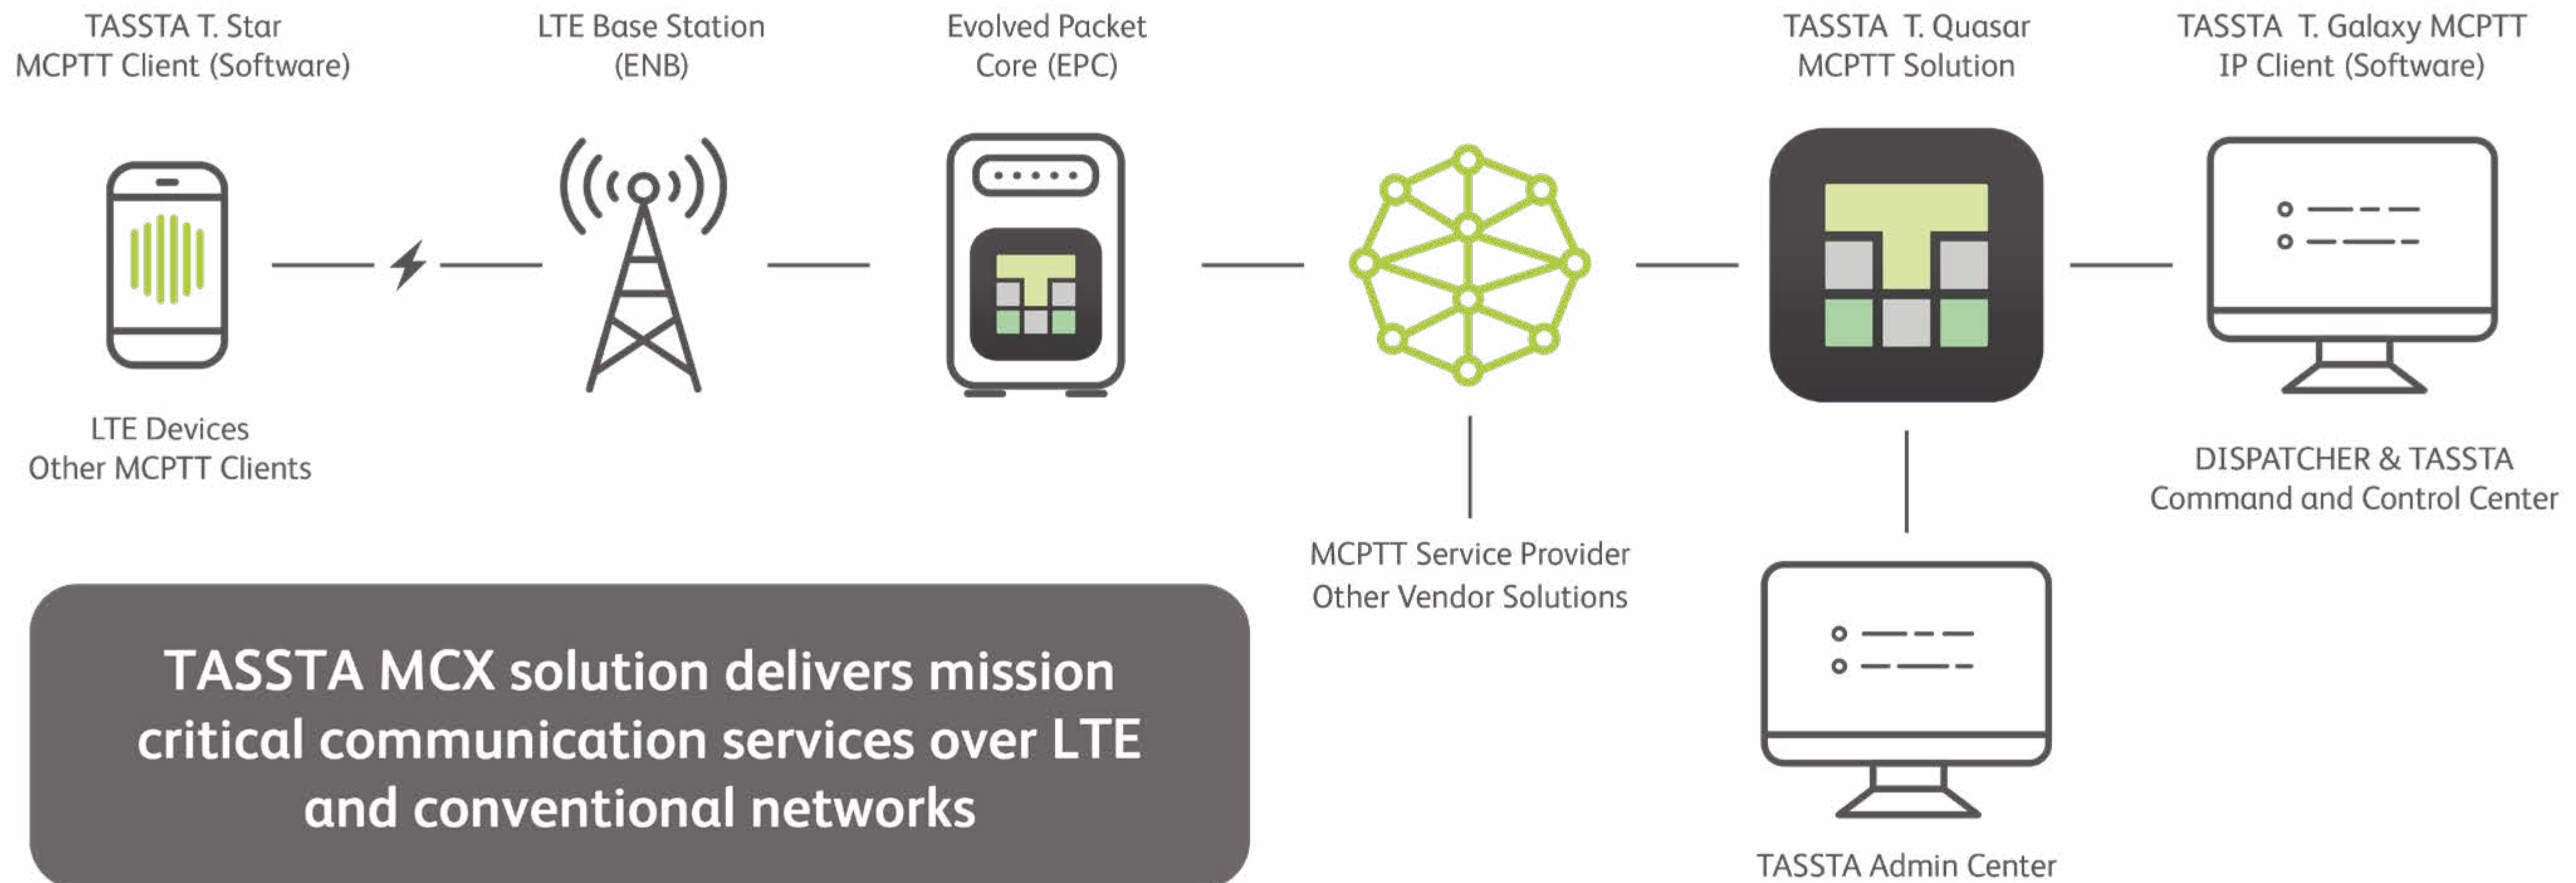 TASSTA T. Star
MCPTT Client (Software)
LTE Base Station
(ENB)
Evolved Packet
Core (EPC)
TASSTA T. Quasar
MCPTT Solution
TASSTA T. Galaxy MCPTT
IP Client (Software)
LTE Devices
Other MCPTT Clients
MCPTT Service Provider
Other Vendor Solutions
DISPATCHER & TASSTA
Command and Control Center
TASSTA MCX solution delivers mission
critical communication services over LTE
and conventional networks
TASSTA Admin Center